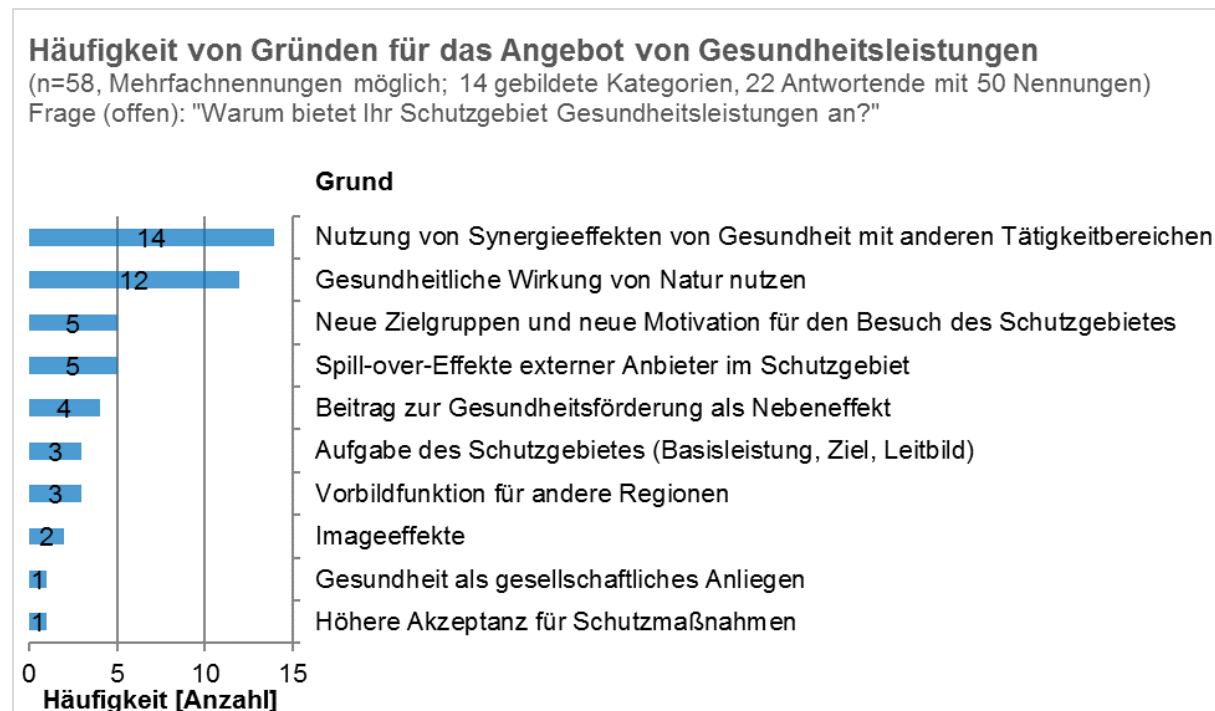 Häufigkeit von Gründen für das Angebot von Gesundheitsleistungen
(n=58, Mehrfachnennungen möglich; 14 gebildete Kategorien, 22 Antwortende mit 50 Nennungen)
Frage (offen): "Warum bietet Ihr Schutzgebiet Gesundheitsleistungen an?"
Grund
14 Nutzung von Synergieeffekten von Gesundheit mit anderen Tätigkeitbereichen
12 Gesundheitliche Wirkung von Natur nutzen
5 Neue Zielgruppen und neue Motivation für den Besuch des Schutzgebietes
5 Spill-over-Effekte externer Anbieter im Schutzgebiet
4 Beitrag zur Gesundheitsförderung als Nebeneffekt
3 Aufgabe des Schutzgebietes (Basisleistung, Ziel, Leitbild)
3 Vorbildfunktion für andere Regionen
2 Imageeffekte
1 Gesundheit als gesellschaftliches Anliegen
1 Höhere Akzeptanz für Schutzmaßnahmen
0 5 10 15
Häufigkeit [Anzahl]